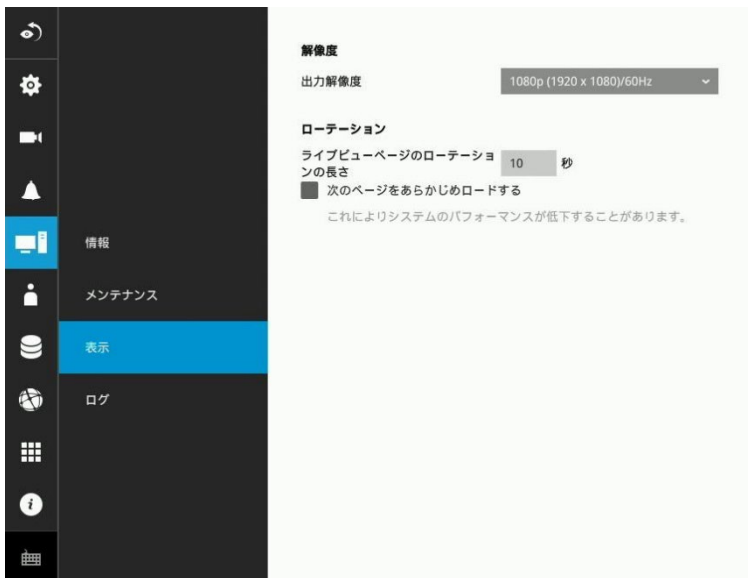 解像度
出力解像度
1080p (1920 x 1080)/60Hz
ローテーション
ライブビューページのローテーショ
ンの長さ
10
秒
次のページをあらかじめロードする
これによりシステムのパフォーマンスが低下することがあります。
情報
メンテナンス
表示
ログ